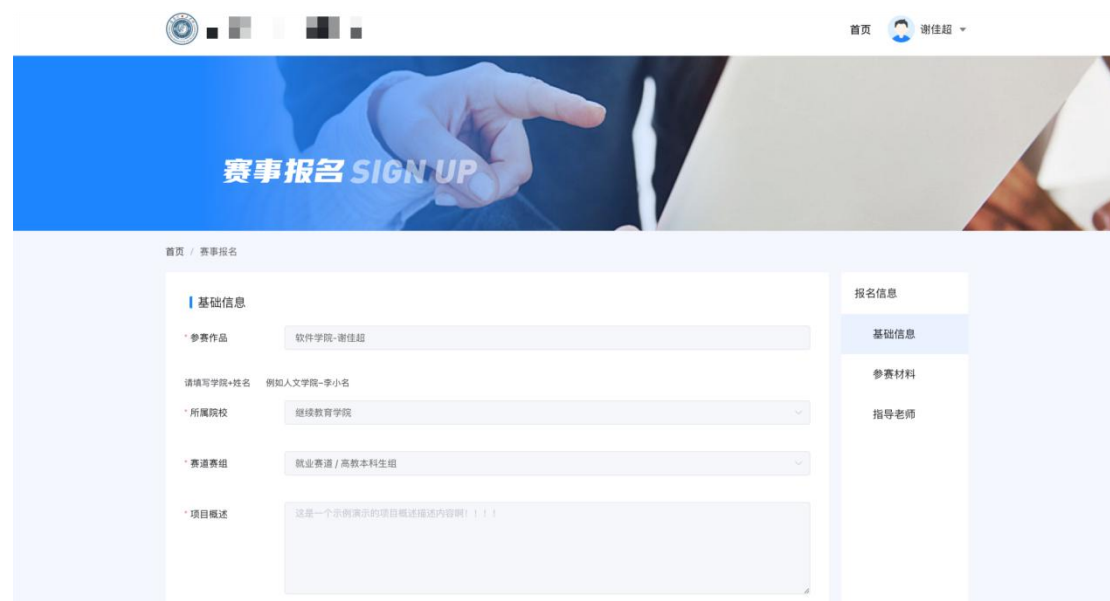 首页 谢佳超
赛事报名 SIGN UP
首页 / 赛事报名
基础信息
* 参赛作品 软件学院-谢佳超
请填写学院+姓名 例如人文学院-李小名
* 所属院校 继续教育学院
* 赛道赛组 就业赛道 / 高教本科生组
* 项目概述 这是一个示例演示的项目概述描述内容啊！！！！
报名信息
基础信息
参赛材料
指导老师